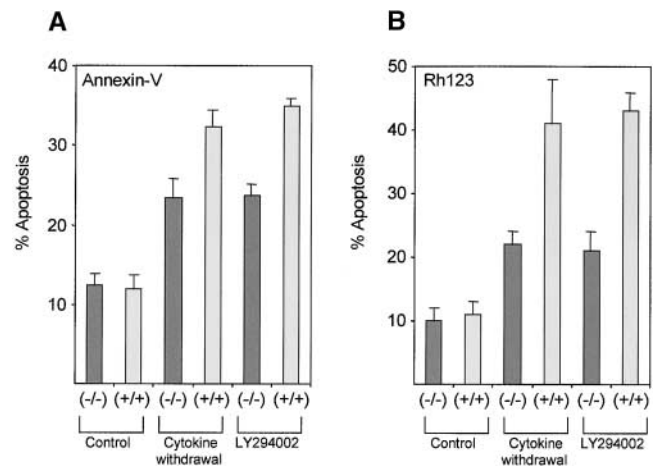 A
Annexin-V
% Apoptosis
40
30
20
10
(-/-) (+/+) (-/-) (+/+) (-/-) (+/+)
Control
Cytokine
withdrawal
LY294002
B
Rh123
% Apoptosis
50
40
30
20
10
(-/-) (+/+) (-/-) (+/+) (-/-) (+/+)
Control
Cytokine
withdrawal
LY294002